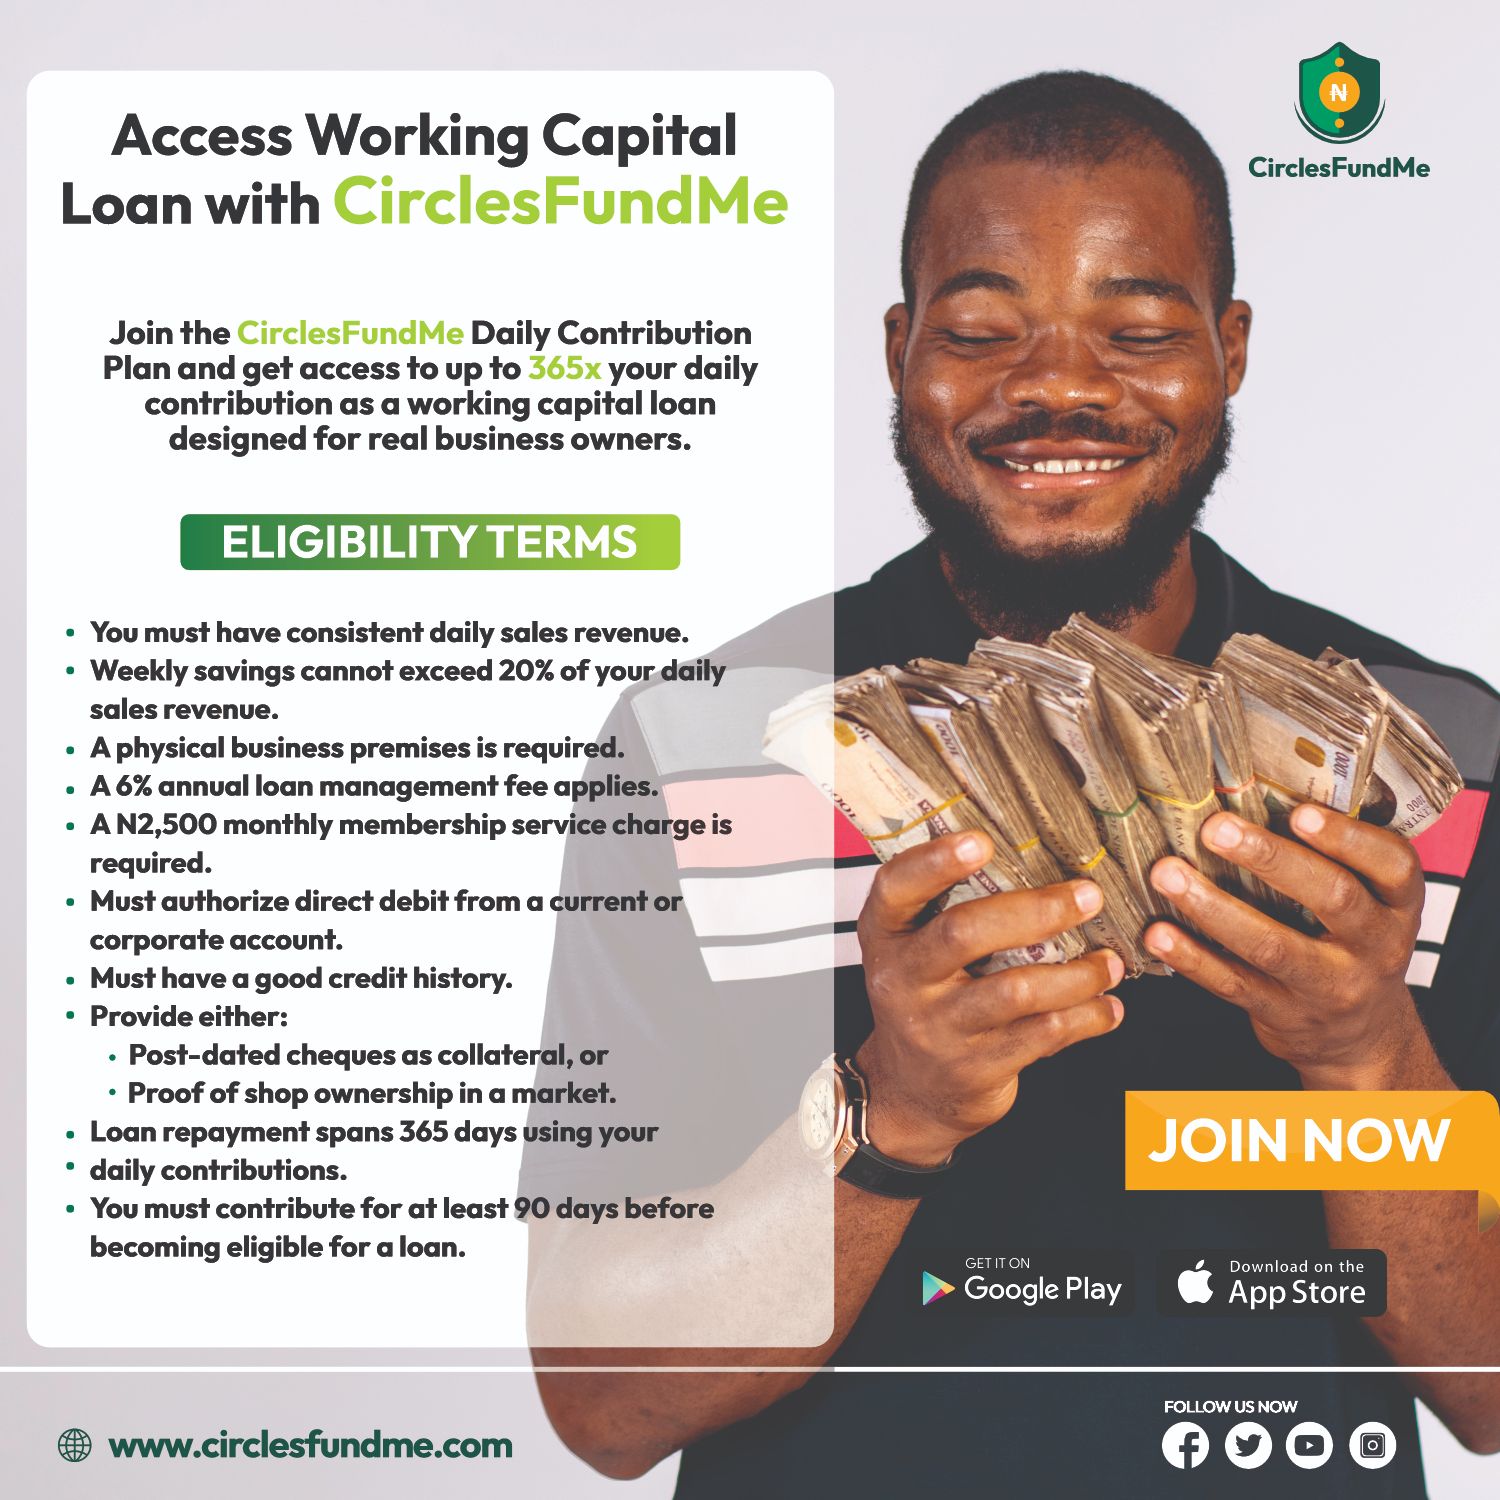 CirclesFundMe
Access Working Capital
Loan with CirclesFundMe
Join the CirclesFundMe Daily Contribution
Plan and get access to up to 365x your daily
contribution as a working capital loan
designed for real business owners.
ELIGIBILITY TERMS
• You must have consistent daily sales revenue.
• Weekly savings cannot exceed 20% of your daily
sales revenue.
• A physical business premises is required.
• A 6% annual loan management fee applies.
• A N2,500 monthly membership service charge is
required.
• Must authorize direct debit from a current or
corporate account.
• Must have a good credit history.
• Provide either:
• Post-dated cheques as collateral, or
• Proof of shop ownership in a market.
• Loan repayment spans 365 days using your
• daily contributions.
• You must contribute for at least 90 days before
becoming eligible for a loan.
1000
1000
1000
1000
JOIN NOW
GET IT ON
Google Play
Download on the
App Store
www.circlesfundme.com
FOLLOW US NOW